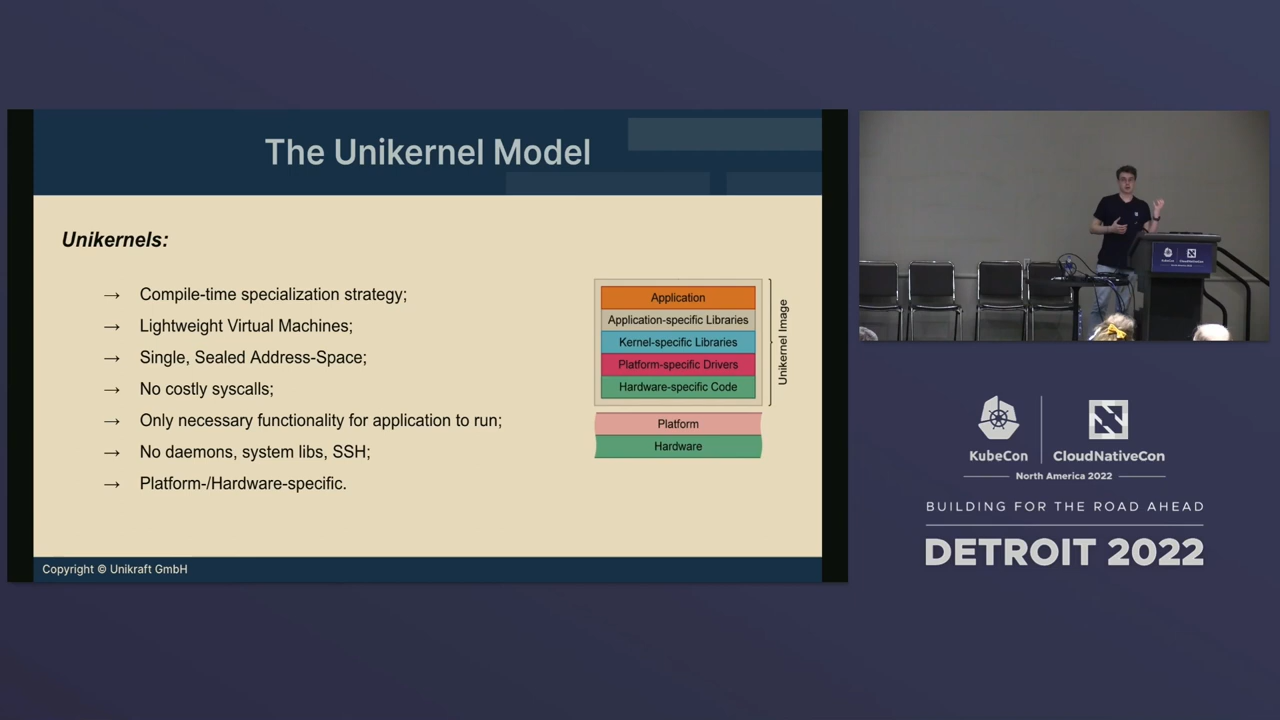 The Unikernel Model
Unikernels:
→ Compile-time specialization strategy;
→ Lightweight Virtual Machines;
→ Single, Sealed Address-Space;
→ No costly syscalls;
→ Only necessary functionality for application to run;
→ No daemons, system libs, SSH;
→ Platform-/Hardware-specific.
Application
Application-specific Libraries
Kernel-specific Libraries
Platform-specific Drivers
Hardware-specific Code
Unikernel Image
Platform
Hardware
Copyright © Unikraft GmbH
KubeCon
CloudNativeCon
KubeCon CloudNativeCon
North America 2022
BUILDING FOR THE ROAD AHEAD
DETROIT 2022